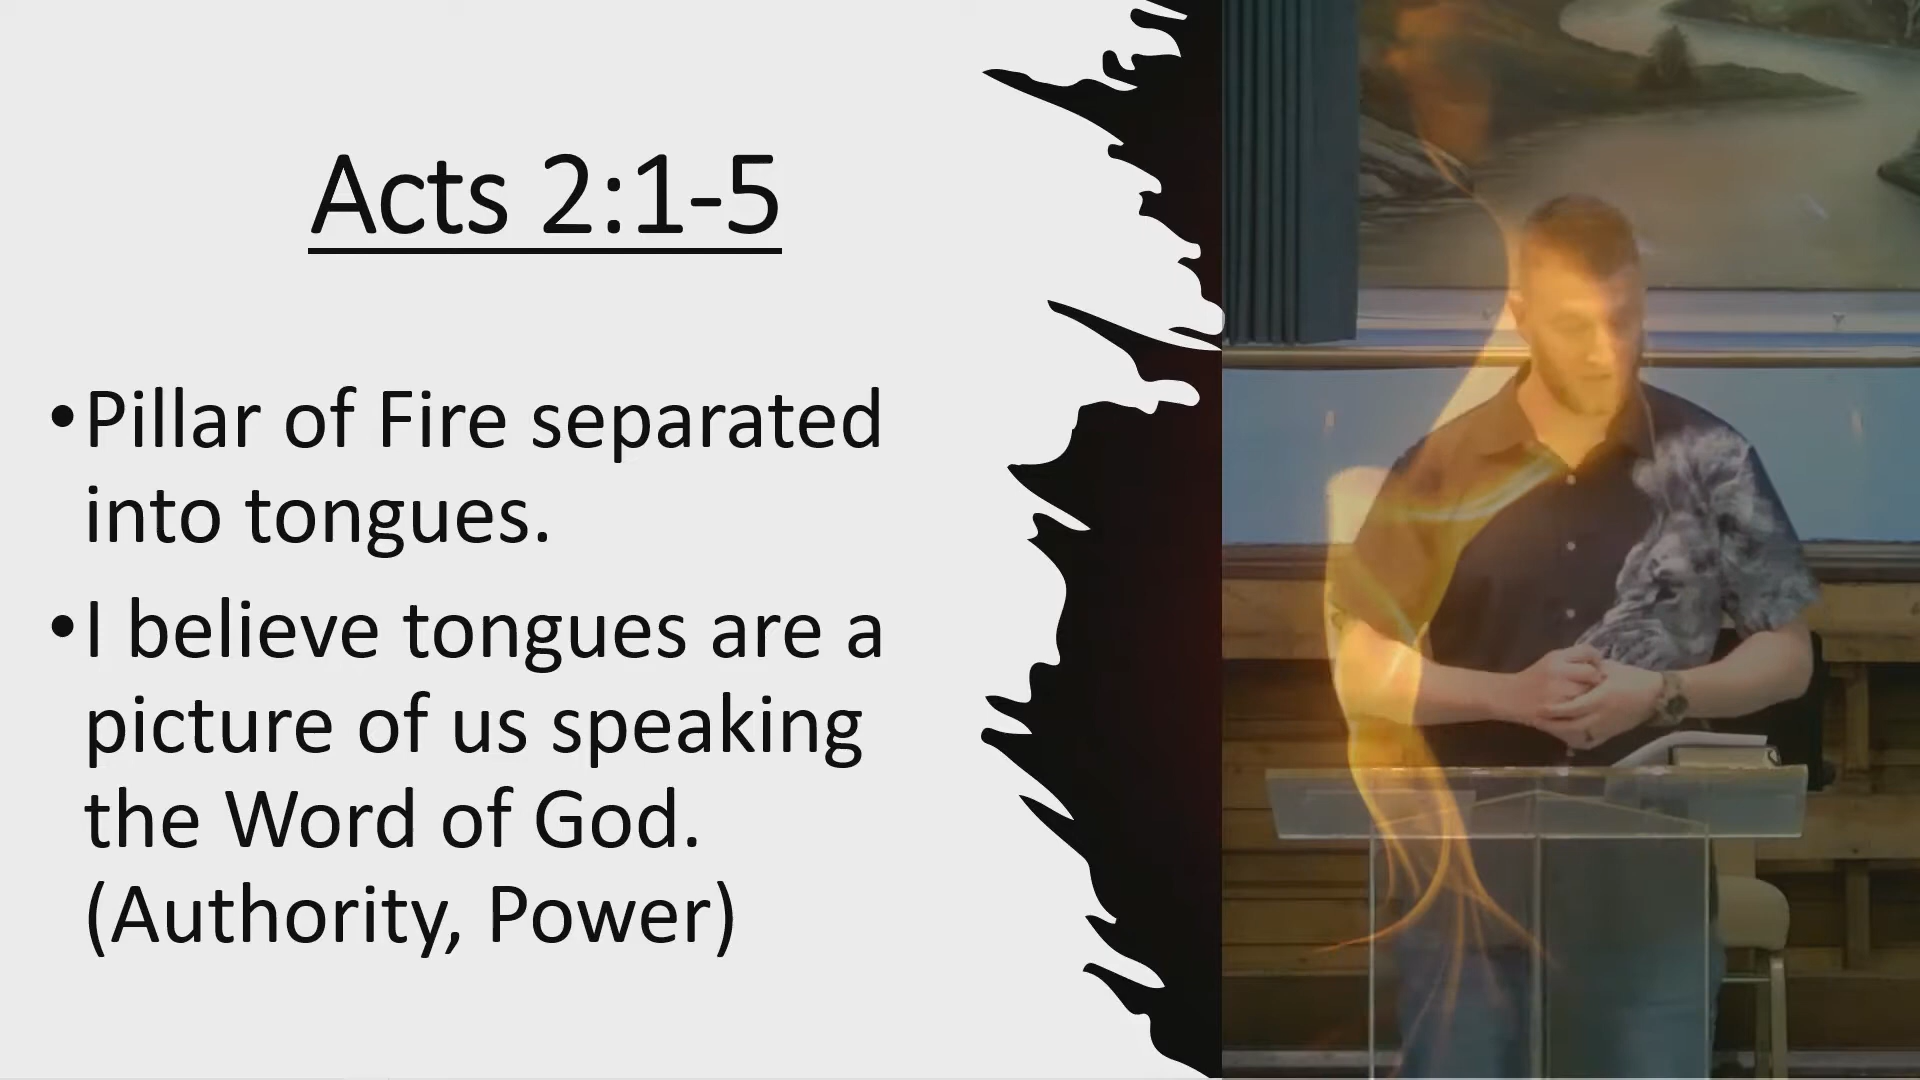 Acts 2:1-5
•Pillar of Fire separated
into tongues.
•I believe tongues are a
picture of us speaking
the Word of God.
(Authority, Power)